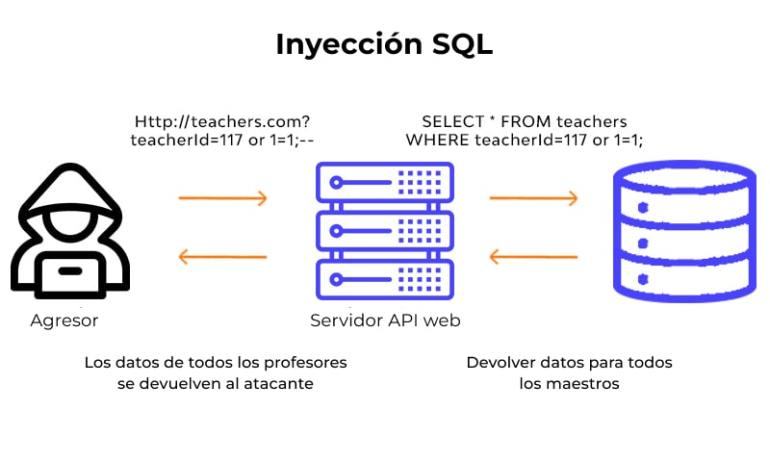 Inyección SQL
Http://teachers.com?
teacherId=117 or 1=1;--
SELECT * FROM teachers
WHERE teacherId=117 or 1=1;
Agresor
Servidor API web
Los datos de todos los profesores
se devuelven al atacante
Devolver datos para todos
los maestros